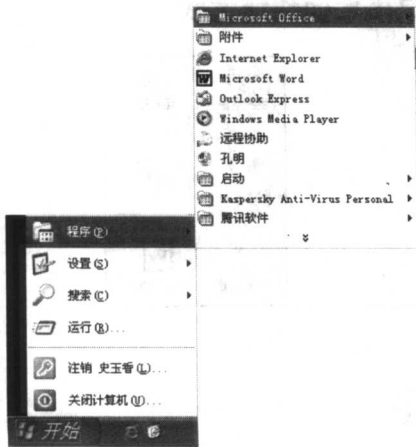 Microsoft Office
附件
Internet Explorer
Microsoft Word
Outlook Express
Windows Media Player
远程协助
孔明
启动
Kaspersky Anti-Virus Personal
腾讯软件
程序(P)
设置(S)
搜索(C)
运行(R)...
注销 史玉香(L)...
关闭计算机(U)...
开始